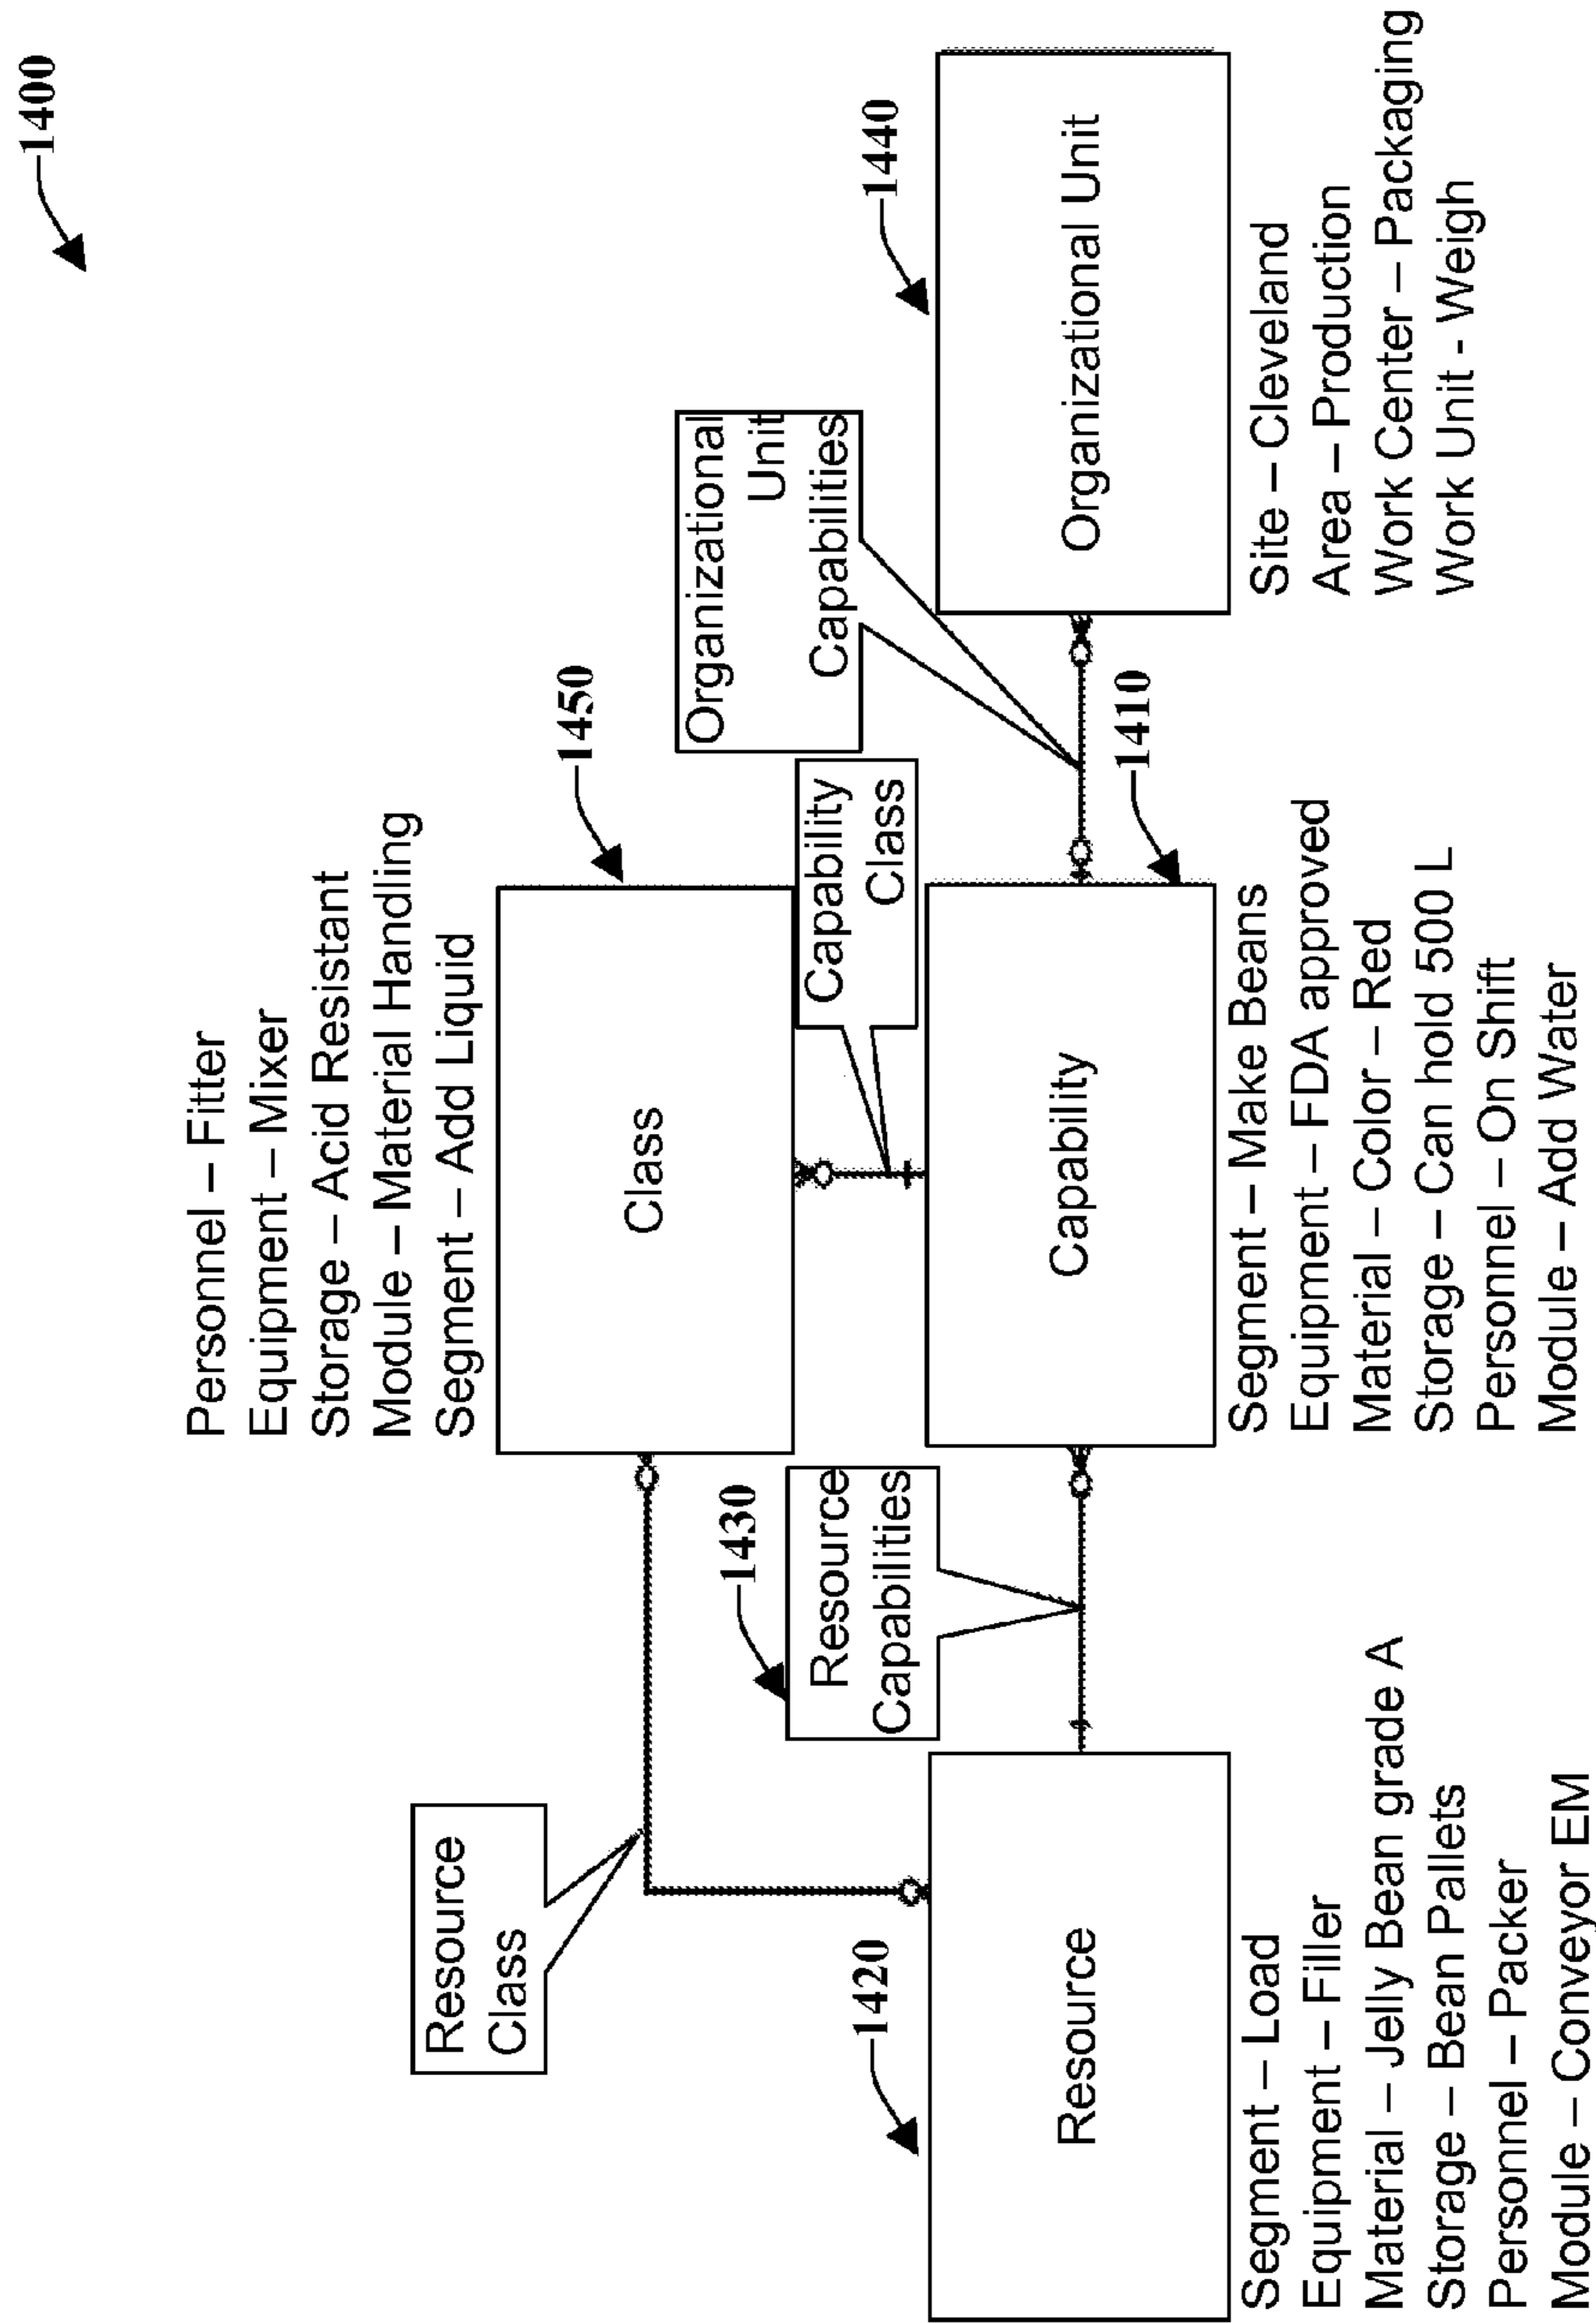 1400
Personnel – Fitter
Equipment – Mixer
Storage – Acid Resistant
Module – Material Handling
Segment – Add Liquid
1450
Resource
Class
Class
Organizational
Unit
Capabilities
1430
Resource
Capabilities
Capability
Class
1440
1420
Resource
Capability
1410
Organizational Unit
Segment – Load
Equipment – Filler
Material – Jelly Bean grade A
Storage – Bean Pallets
Personnel – Packer
Module – Conveyor EM
Segment – Make Beans
Equipment – FDA approved
Material – Color – Red
Storage – Can hold 500 L
Personnel – On Shift
Module – Add Water
Site – Cleveland
Area – Production
Work Center – Packaging
Work Unit - Weigh